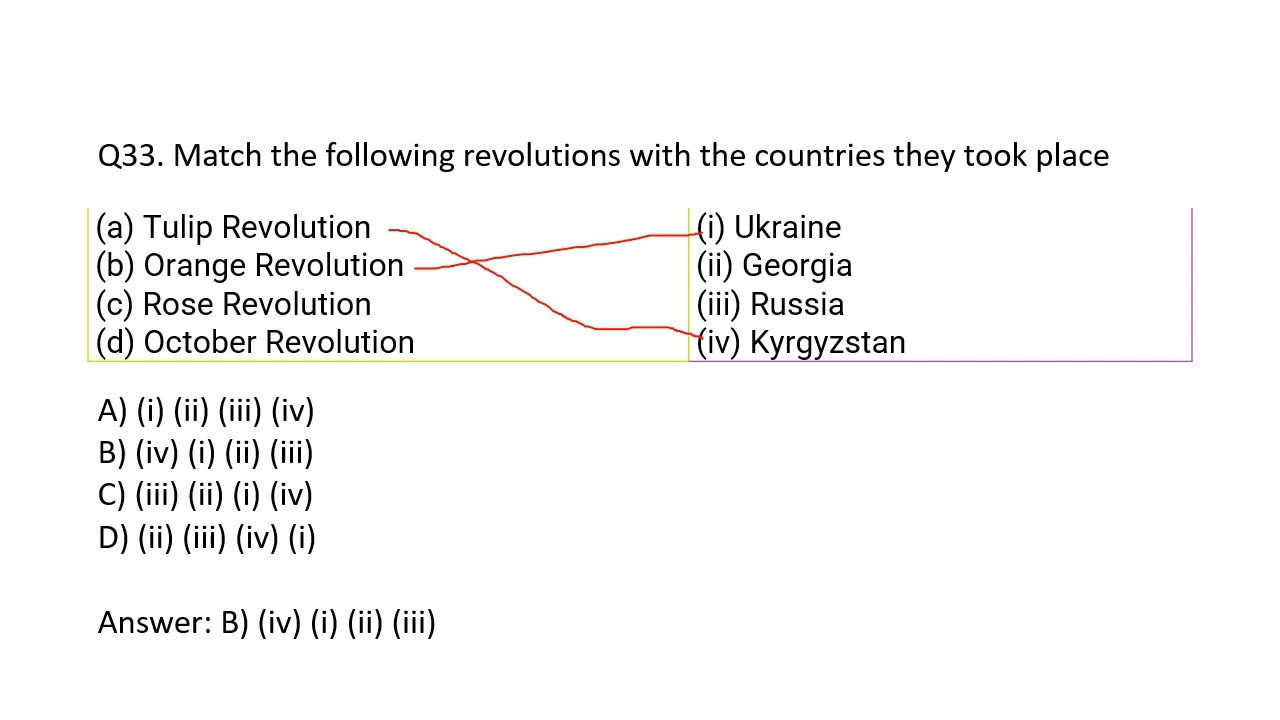 Q33. Match the following revolutions with the countries they took place
(a) Tulip Revolution (i) Ukraine
(b) Orange Revolution (ii) Georgia
(c) Rose Revolution (iii) Russia
(d) October Revolution (iv) Kyrgyzstan
A) (i) (ii) (iii) (iv)
B) (iv) (i) (ii) (iii)
C) (iii) (ii) (i) (iv)
D) (ii) (iii) (iv) (i)
Answer: B) (iv) (i) (ii) (iii)